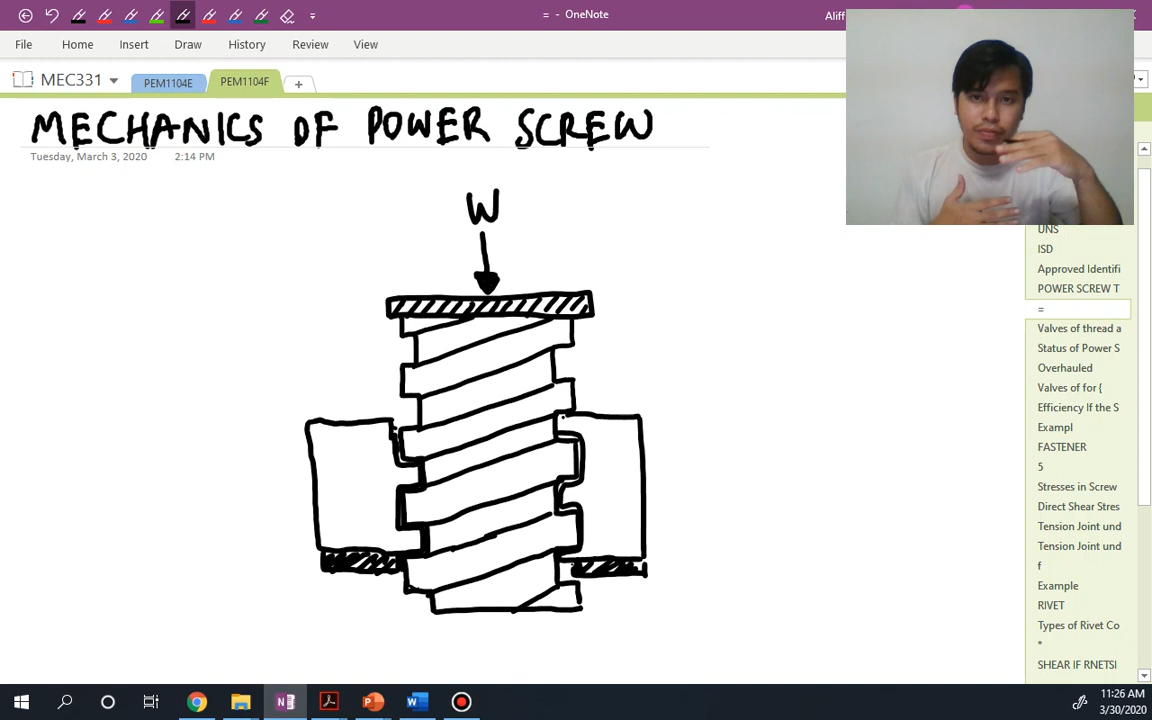 = - OneNote
Aliff
File Home Insert Draw History Review View
MEC331 PEM1104E PEM1104F
MECHANICS OF POWER SCREW
Tuesday, March 3, 2020 2:14 PM
W
UNS
ISD
Approved Identifi
POWER SCREW T
=
Valves of thread a
Status of Power S
Overhauled
Valves of for {
Efficiency If the S
Exampl
FASTENER
5
Stresses in Screw
Direct Shear Stres
Tension Joint und
Tension Joint und
f
Example
RIVET
Types of Rivet Co
*
SHEAR IF RNETSI
11:26 AM
3/30/2020